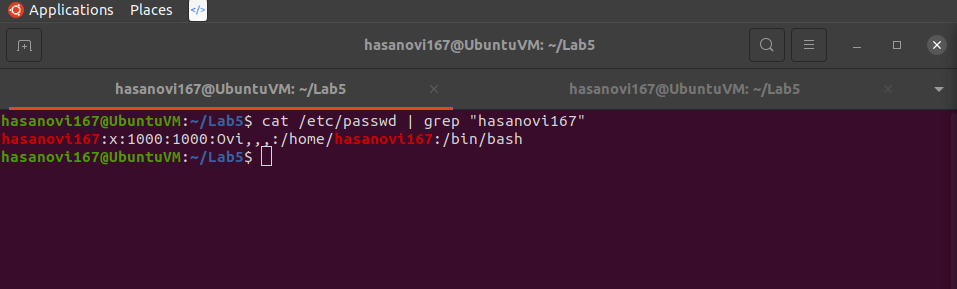 Applications Places </>
hasanovi167@UbuntuVM: ~/Lab5
hasanovi167@UbuntuVM: ~/Lab5 × hasanovi167@UbuntuVM: ~/Lab5 ×
hasanovi167@UbuntuVM:~/Lab5$ cat /etc/passwd | grep "hasanovi167"
hasanovi167:x:1000:1000:Ovi,,,:/home/hasanovi167:/bin/bash
hasanovi167@UbuntuVM:~/Lab5$